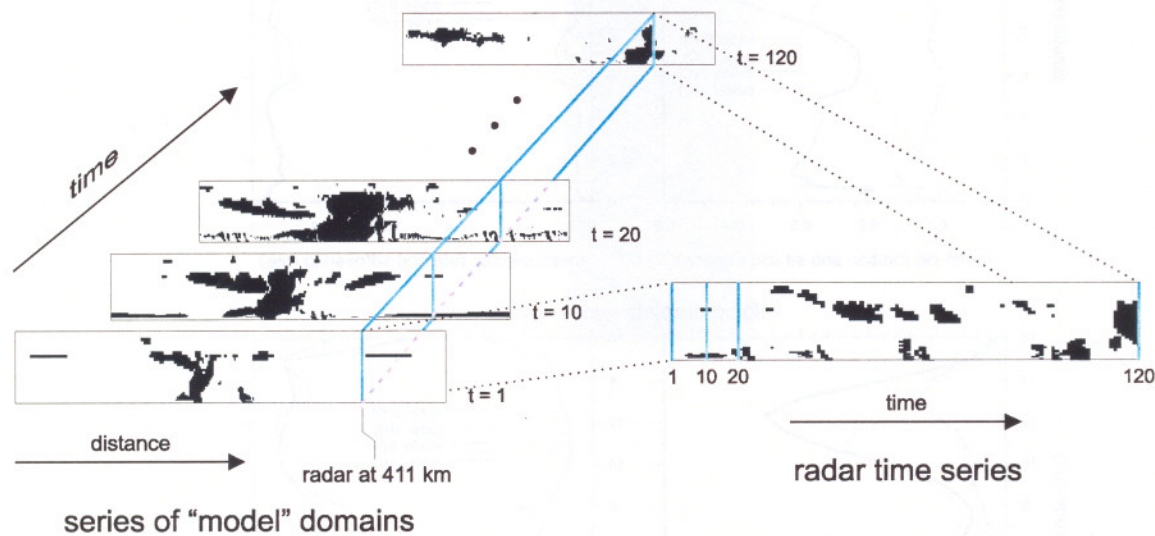 t = 120
time
t = 20
t = 10
t = 1
1 10 20 120
distance
time
radar at 411 km
radar time series
series of “model” domains